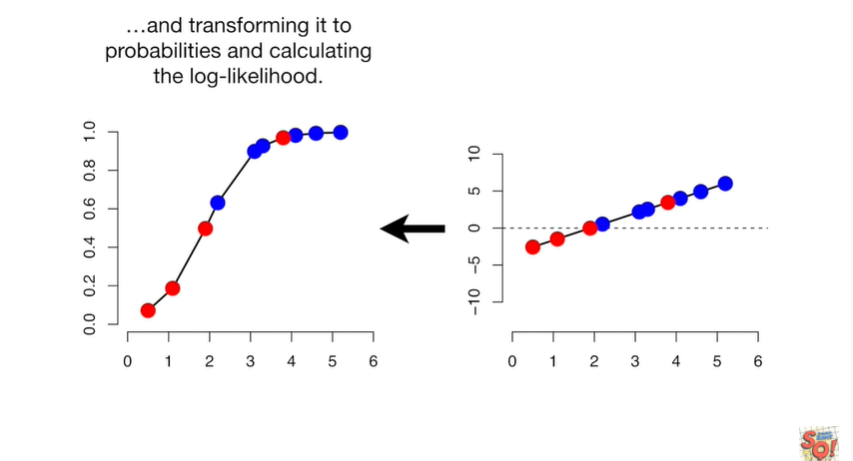 …and transforming it to
probabilities and calculating
the log-likelihood.
0.0 0.2 0.4 0.6 0.8 1.0
0 1 2 3 4 5 6
-10 -5 0 5 10
0 1 2 3 4 5 6
SQ!